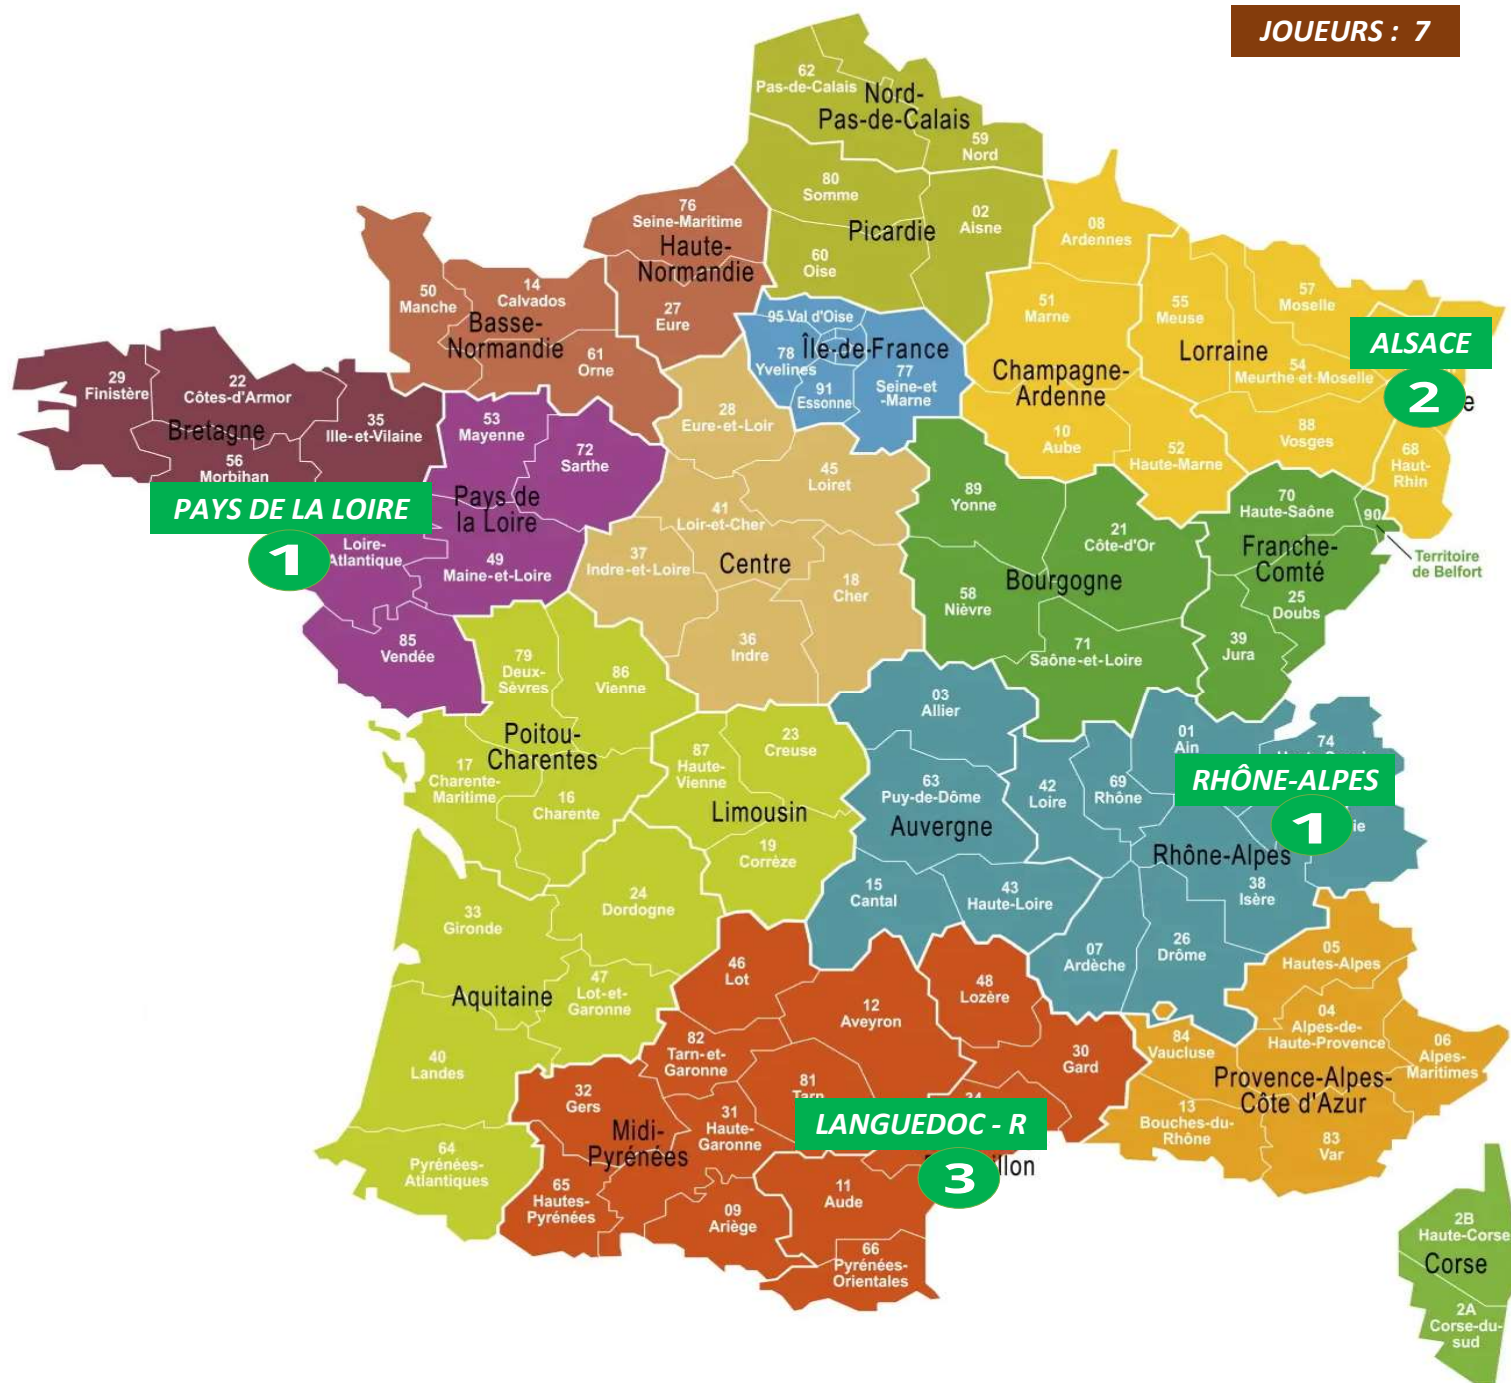 JOUEURS : 7
62
Pas-de-Calais
Nord-
Pas-de-Calais
59
Nord
80
Somme
02
Aisne
Picardie
60
Oise
76
Seine-Maritime
Haute-
Normandie
27
Eure
50
Manche
14
Calvados
Basse-
Normandie
61
Orne
08
Ardennes
51
Marne
55
Meuse
57
Moselle
Lorraine
54
Meurthe-et-Moselle
ALSACE
2
e
Champagne-
Ardenne
10
Aube
52
Haute-Marne
88
Vosges
68
Haut-
Rhin
95 Val d'Oise
Île-de-France
78
Yvelines
91
Essonne
77
Seine-et
-Marne
29
Finistère
22
Côtes-d'Armor
35
Ille-et-Vilaine
Bretagne
56
Morbihan
53
Mayenne
72
Sarthe
Pays de
la Loire
PAYS DE LA LOIRE
1
Loire-
Atlantique
49
Maine-et-Loire
85
Vendée
28
Eure-et-Loir
45
Loiret
41
Loir-et-Cher
37
Indre-et-Loire
Centre
18
Cher
36
Indre
89
Yonne
21
Côte-d'Or
Bourgogne
58
Nièvre
71
Saône-et-Loire
70
Haute-Saône
90
Territoire
de Belfort
Franche-
Comté
25
Doubs
39
Jura
79
Deux-
Sèvres
86
Vienne
Poitou-
Charentes
17
Charente-
Maritime
16
Charente
87
Haute-
Vienne
23
Creuse
Limousin
19
Corrèze
03
Allier
63
Puy-de-Dôme
Auvergne
15
Cantal
43
Haute-Loire
42
Loire
69
Rhône
01
Ain
74
RHÔNE-ALPES
1
ie
Rhône-Alpes
38
Isère
07
Ardèche
26
Drôme
33
Gironde
24
Dordogne
47
Lot-et-
Garonne
Aquitaine
40
Landes
64
Pyrénées-
Atlantiques
46
Lot
12
Aveyron
48
Lozère
82
Tarn-et-
Garonne
81
Tarn
32
Gers
31
Haute-
Garonne
Midi-
Pyrénées
65
Hautes-
Pyrénées
09
Ariège
30
Gard
34
LANGUEDOC - R
3
illon
11
Aude
66
Pyrénées-
Orientales
05
Hautes-Alpes
04
Alpes-de-
Haute-Provence
06
Alpes-
Maritimes
84
Vaucluse
Provence-Alpes-
Côte d'Azur
13
Bouches-du-
Rhône
83
Var
2B
Haute-Corse
Corse
2A
Corse-du-
sud